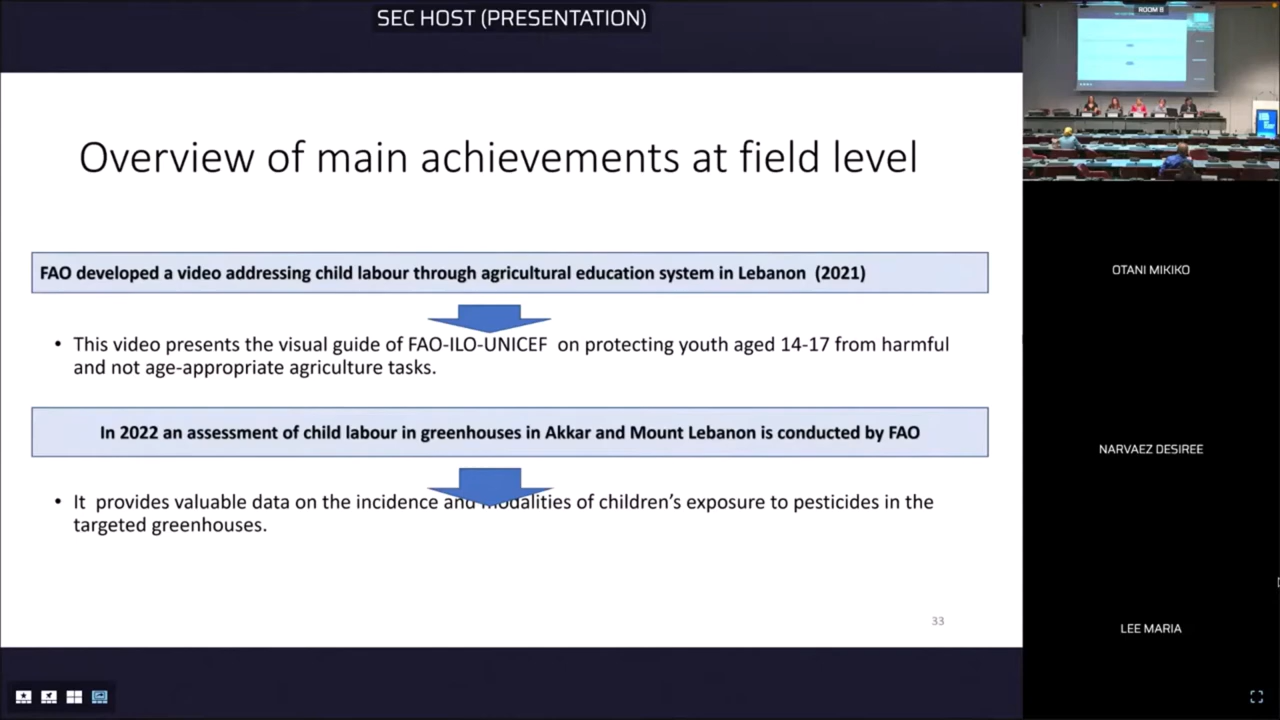 SEC HOST (PRESENTATION)
ROOM B
Overview of main achievements at field level
FAO developed a video addressing child labour through agricultural education system in Lebanon (2021)
• This video presents the visual guide of FAO-ILO-UNICEF on protecting youth aged 14-17 from harmful
and not age-appropriate agriculture tasks.
In 2022 an assessment of child labour in greenhouses in Akkar and Mount Lebanon is conducted by FAO
• It provides valuable data on the incidence and modalities of children’s exposure to pesticides in the
targeted greenhouses.
33
OTANI MIKIKO
NARVAEZ DESIREE
LEE MARIA